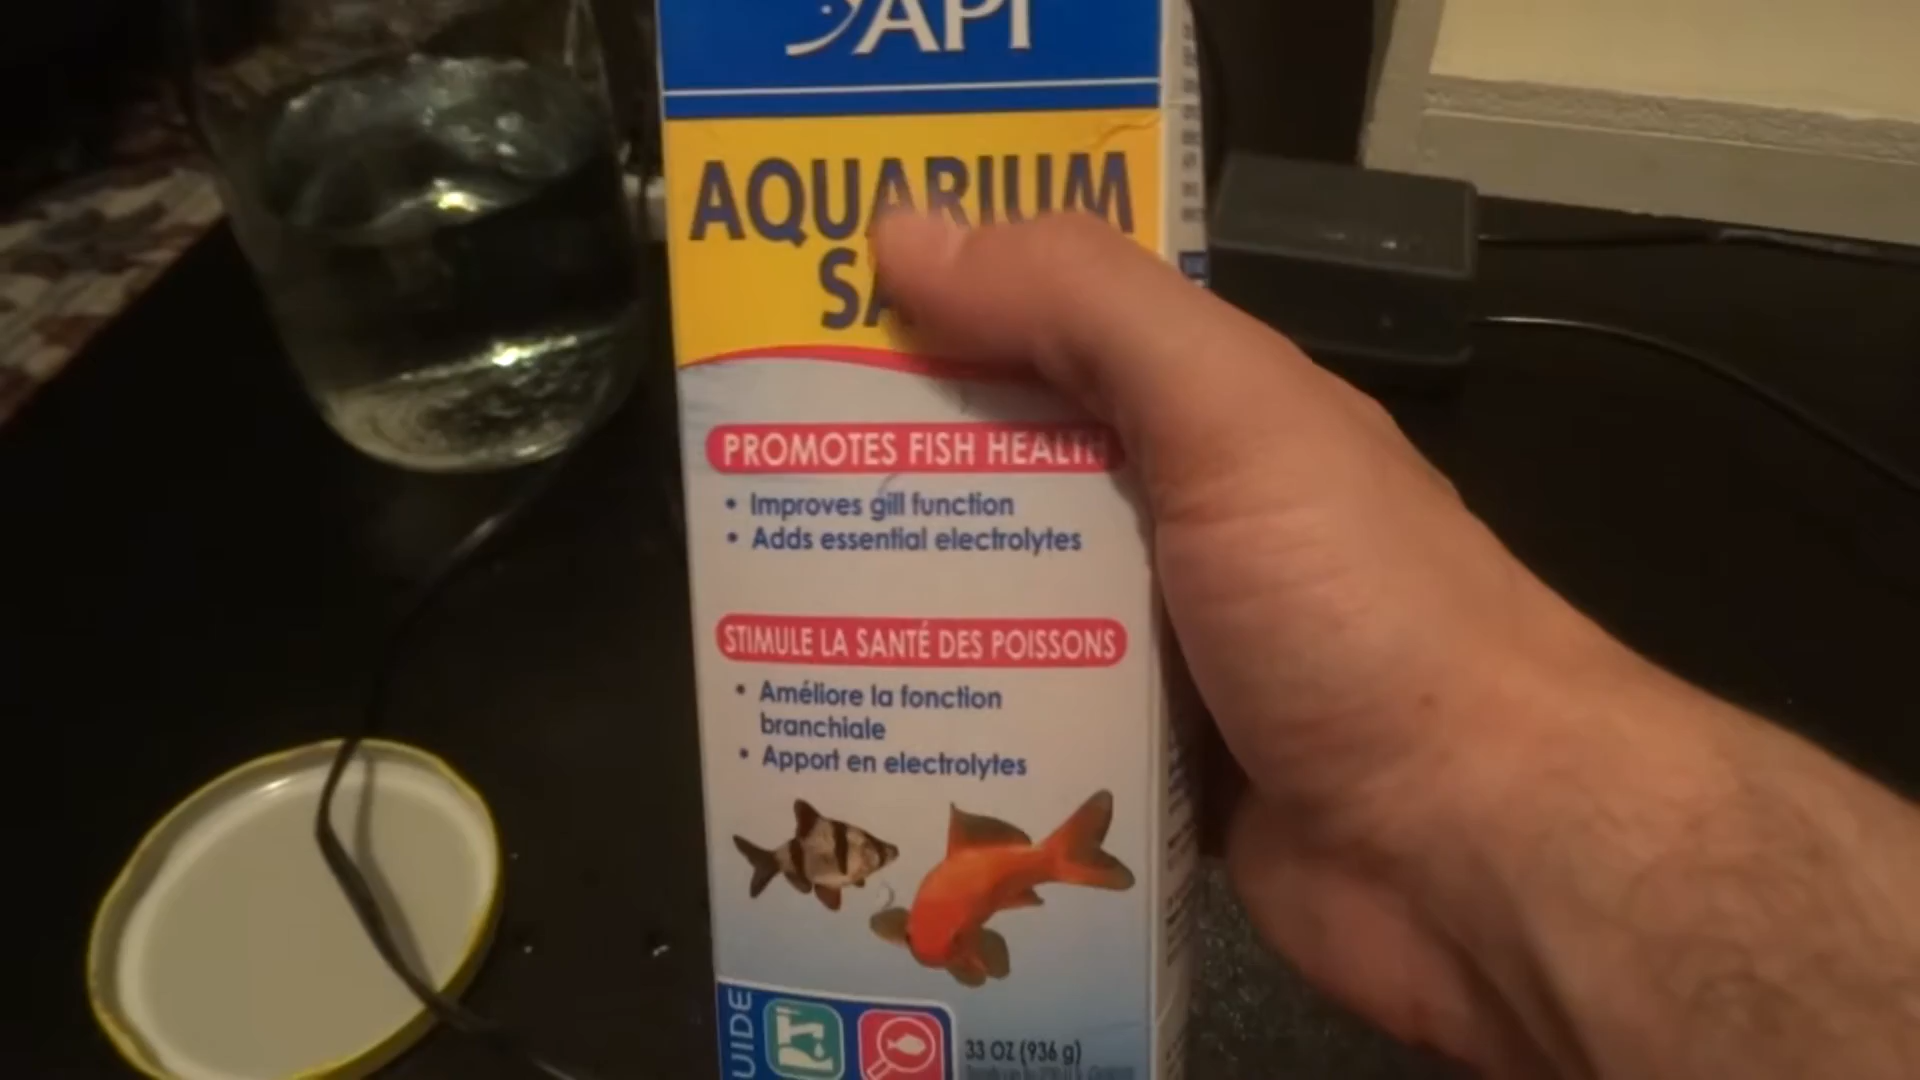 API
AQUARIUM
SA
PROMOTES FISH HEALTH
• Improves gill function
• Adds essential electrolytes
STIMULE LA SANTÉ DES POISSONS
• Améliore la fonction
branchiale
• Apport en electrolytes
UIDE
33 OZ (936 g)